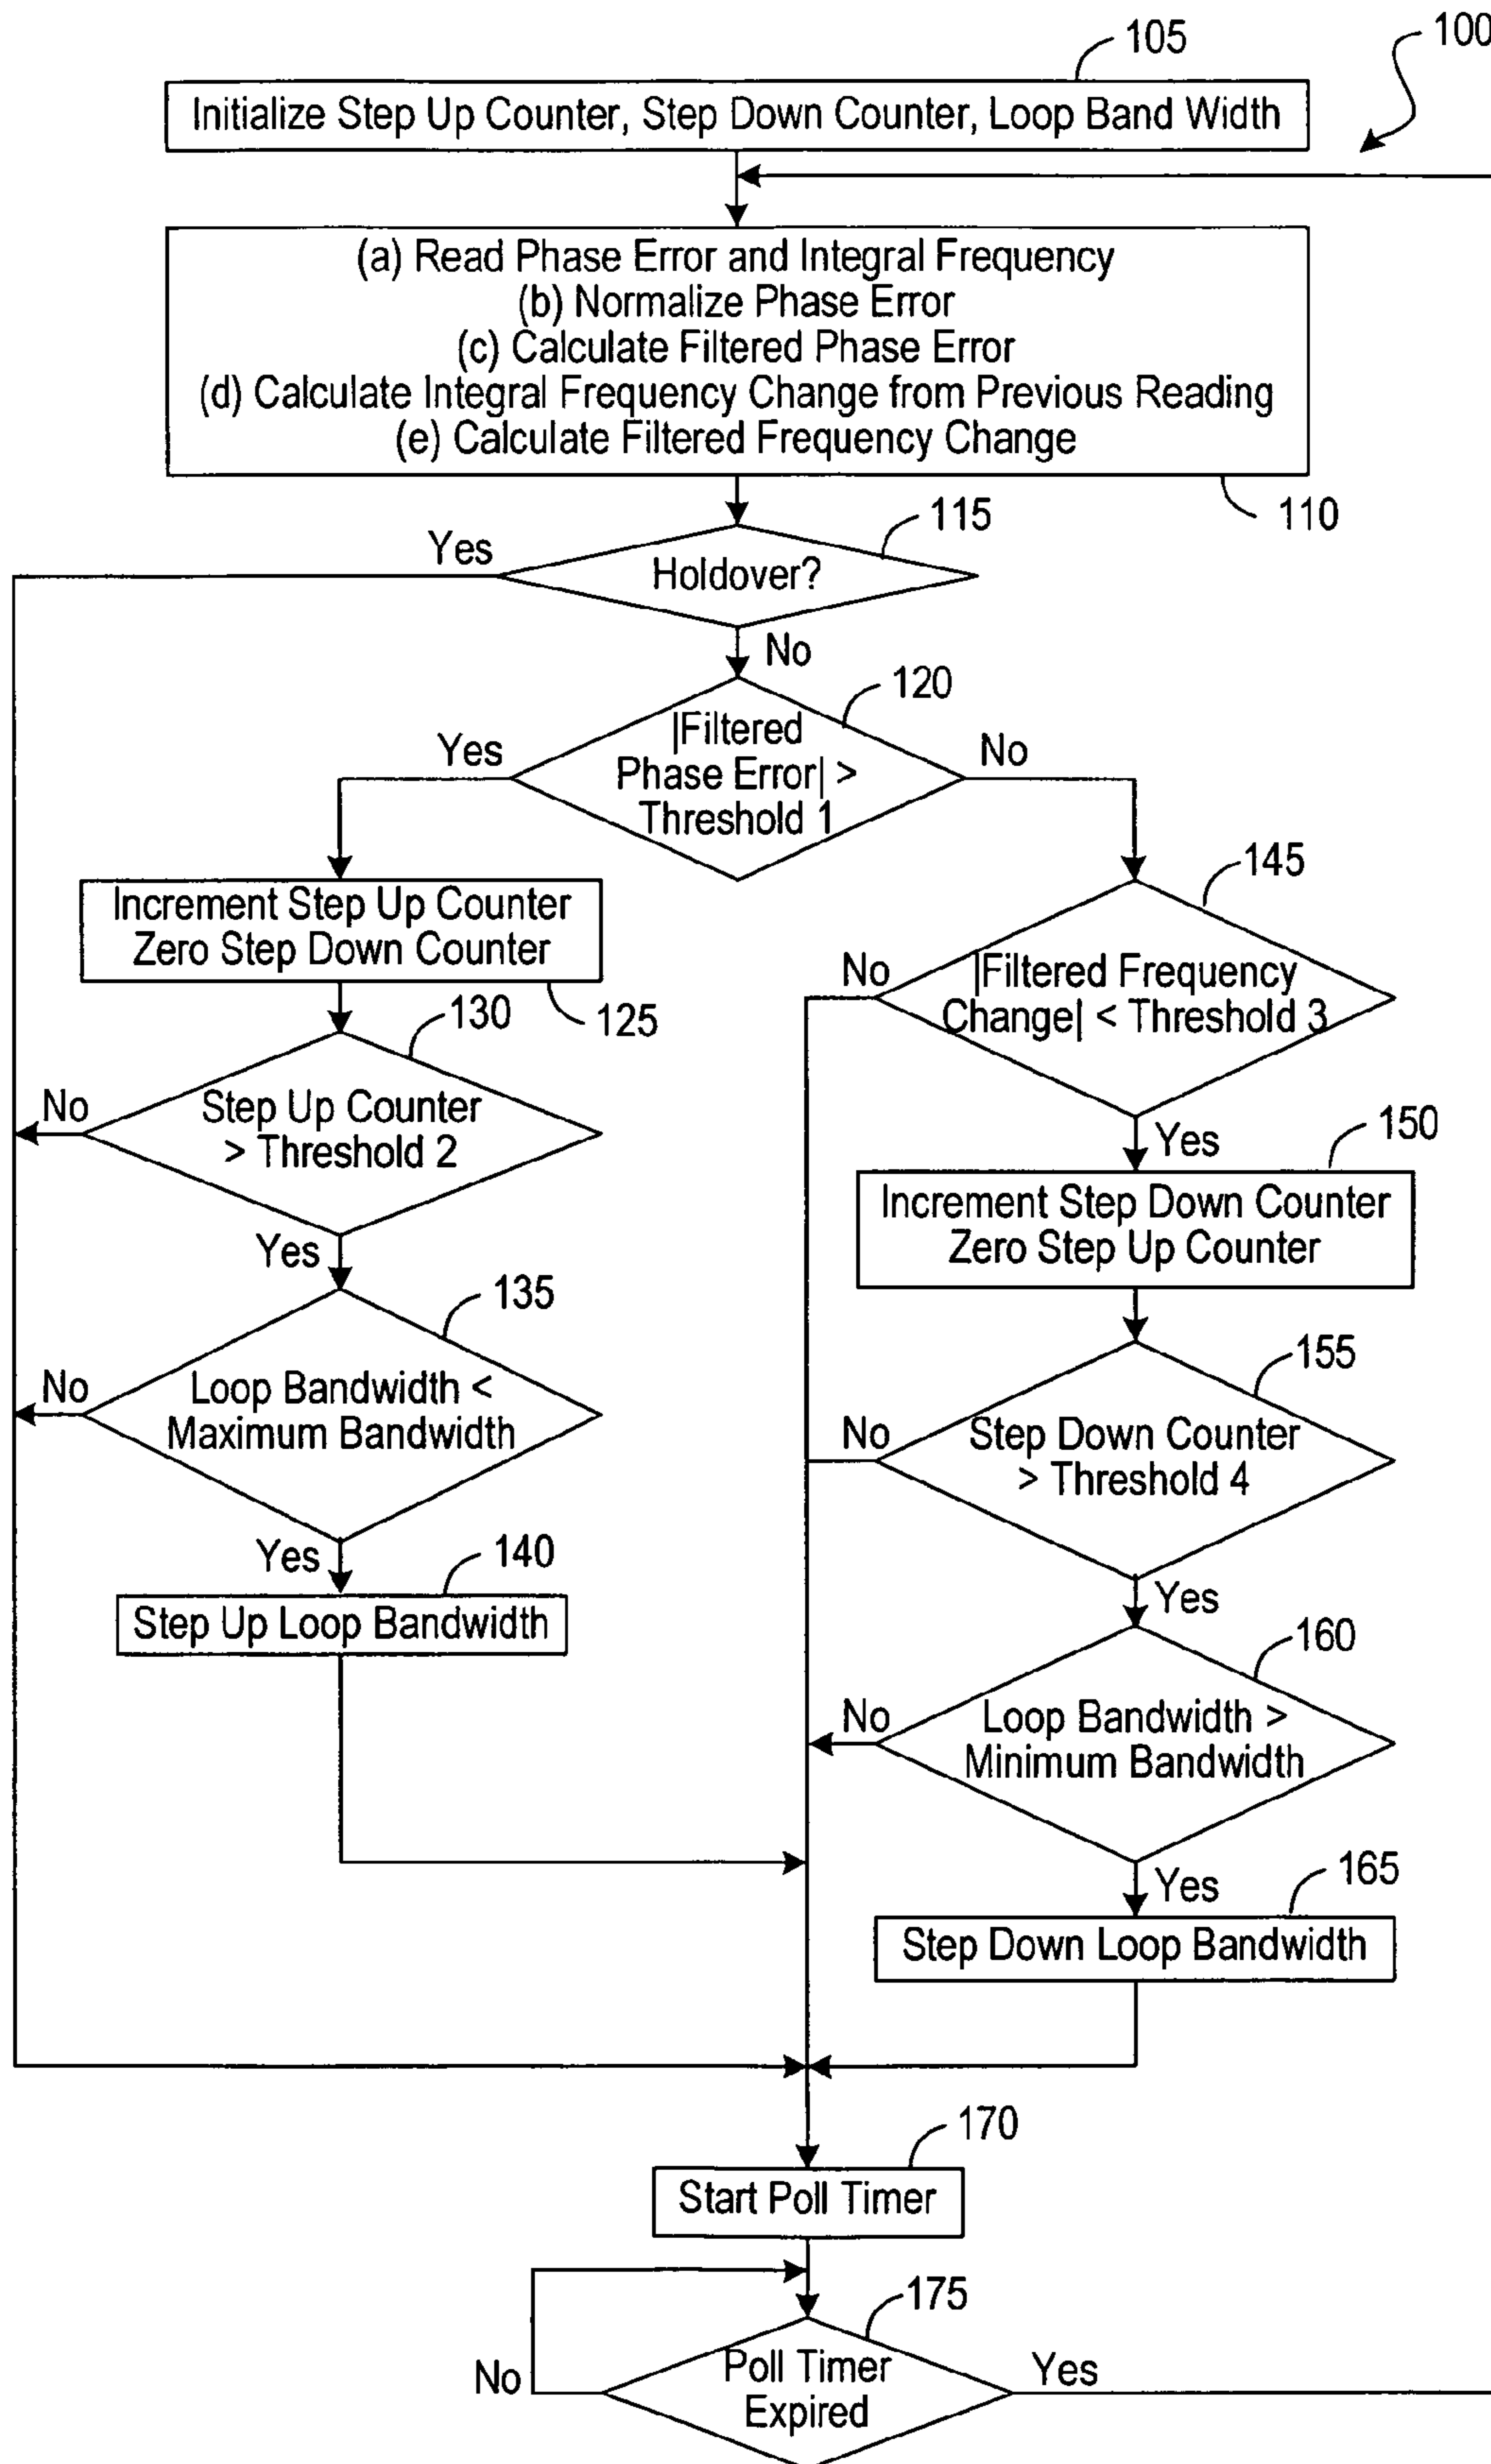 100
105
Initialize Step Up Counter, Step Down Counter, Loop Band Width
(a) Read Phase Error and Integral Frequency
(b) Normalize Phase Error
(c) Calculate Filtered Phase Error
(d) Calculate Integral Frequency Change from Previous Reading
(e) Calculate Filtered Frequency Change
110
115
Yes
Holdover?
No
120
|Filtered
Phase Error| >
Threshold 1
Yes
No
Increment Step Up Counter
Zero Step Down Counter
125
130
Step Up Counter
> Threshold 2
No
Yes
135
Loop Bandwidth <
Maximum Bandwidth
No
Yes
140
Step Up Loop Bandwidth
145
|Filtered Frequency
Change| < Threshold 3
No
Yes
150
Increment Step Down Counter
Zero Step Up Counter
155
Step Down Counter
> Threshold 4
No
Yes
160
Loop Bandwidth >
Minimum Bandwidth
No
Yes
165
Step Down Loop Bandwidth
170
Start Poll Timer
175
Poll Timer
Expired
No
Yes